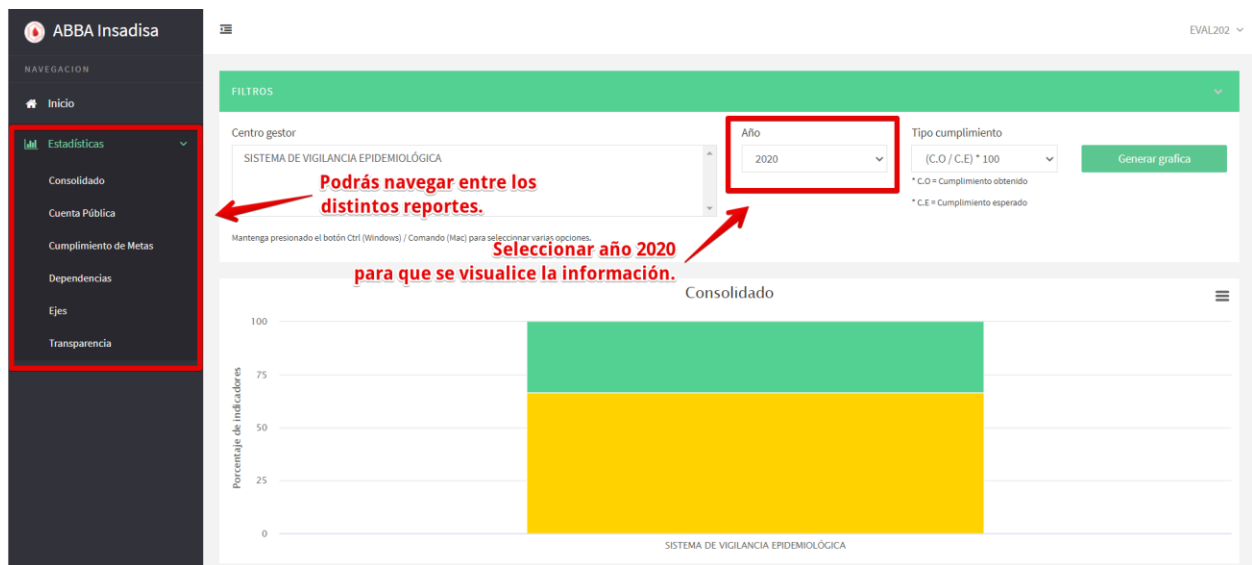 ABBA Insadisa
EVAL202
NAVEGACION
Inicio
Estadísticas
Consolidado
Cuenta Pública
Cumplimiento de Metas
Dependencias
Ejes
Transparencia
FILTROS
Centro gestor
SISTEMA DE VIGILANCIA EPIDEMIOLÓGICA
Mantenga presionado el botón Ctrl (Windows) / Comando (Mac) para seleccionar varias opciones.
Año
2020
Tipo cumplimiento
(C.O / C.E) * 100
* C.O = Cumplimiento obtenido
* C.E = Cumplimiento esperado
Generar grafica
Podrás navegar entre los
distintos reportes.
Seleccionar año 2020
para que se visualice la información.
Consolidado
Porcentaje de indicadores
100
75
50
25
0
SISTEMA DE VIGILANCIA EPIDEMIOLÓGICA